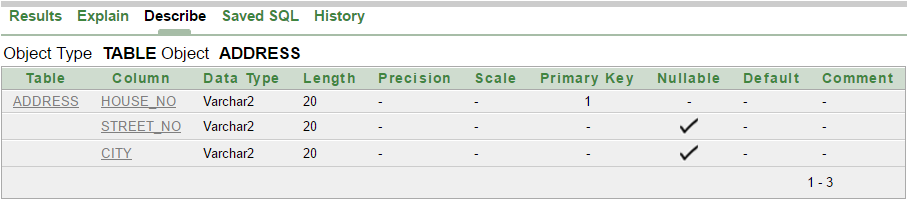 Results Explain Describe Saved SQL History
Object Type TABLE Object ADDRESS
Table Column Data Type Length Precision Scale Primary Key Nullable Default Comment
ADDRESS HOUSE_NO Varchar2 20 - - 1 - - -
STREET_NO Varchar2 20 - - - ✓ - -
CITY Varchar2 20 - - - ✓ - -
1 - 3